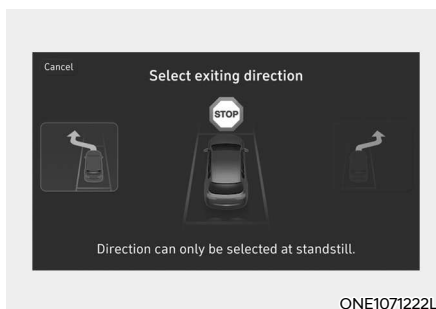 Cancel
Select exiting direction
STOP
Direction can only be selected at standstill.
ONE1071222L